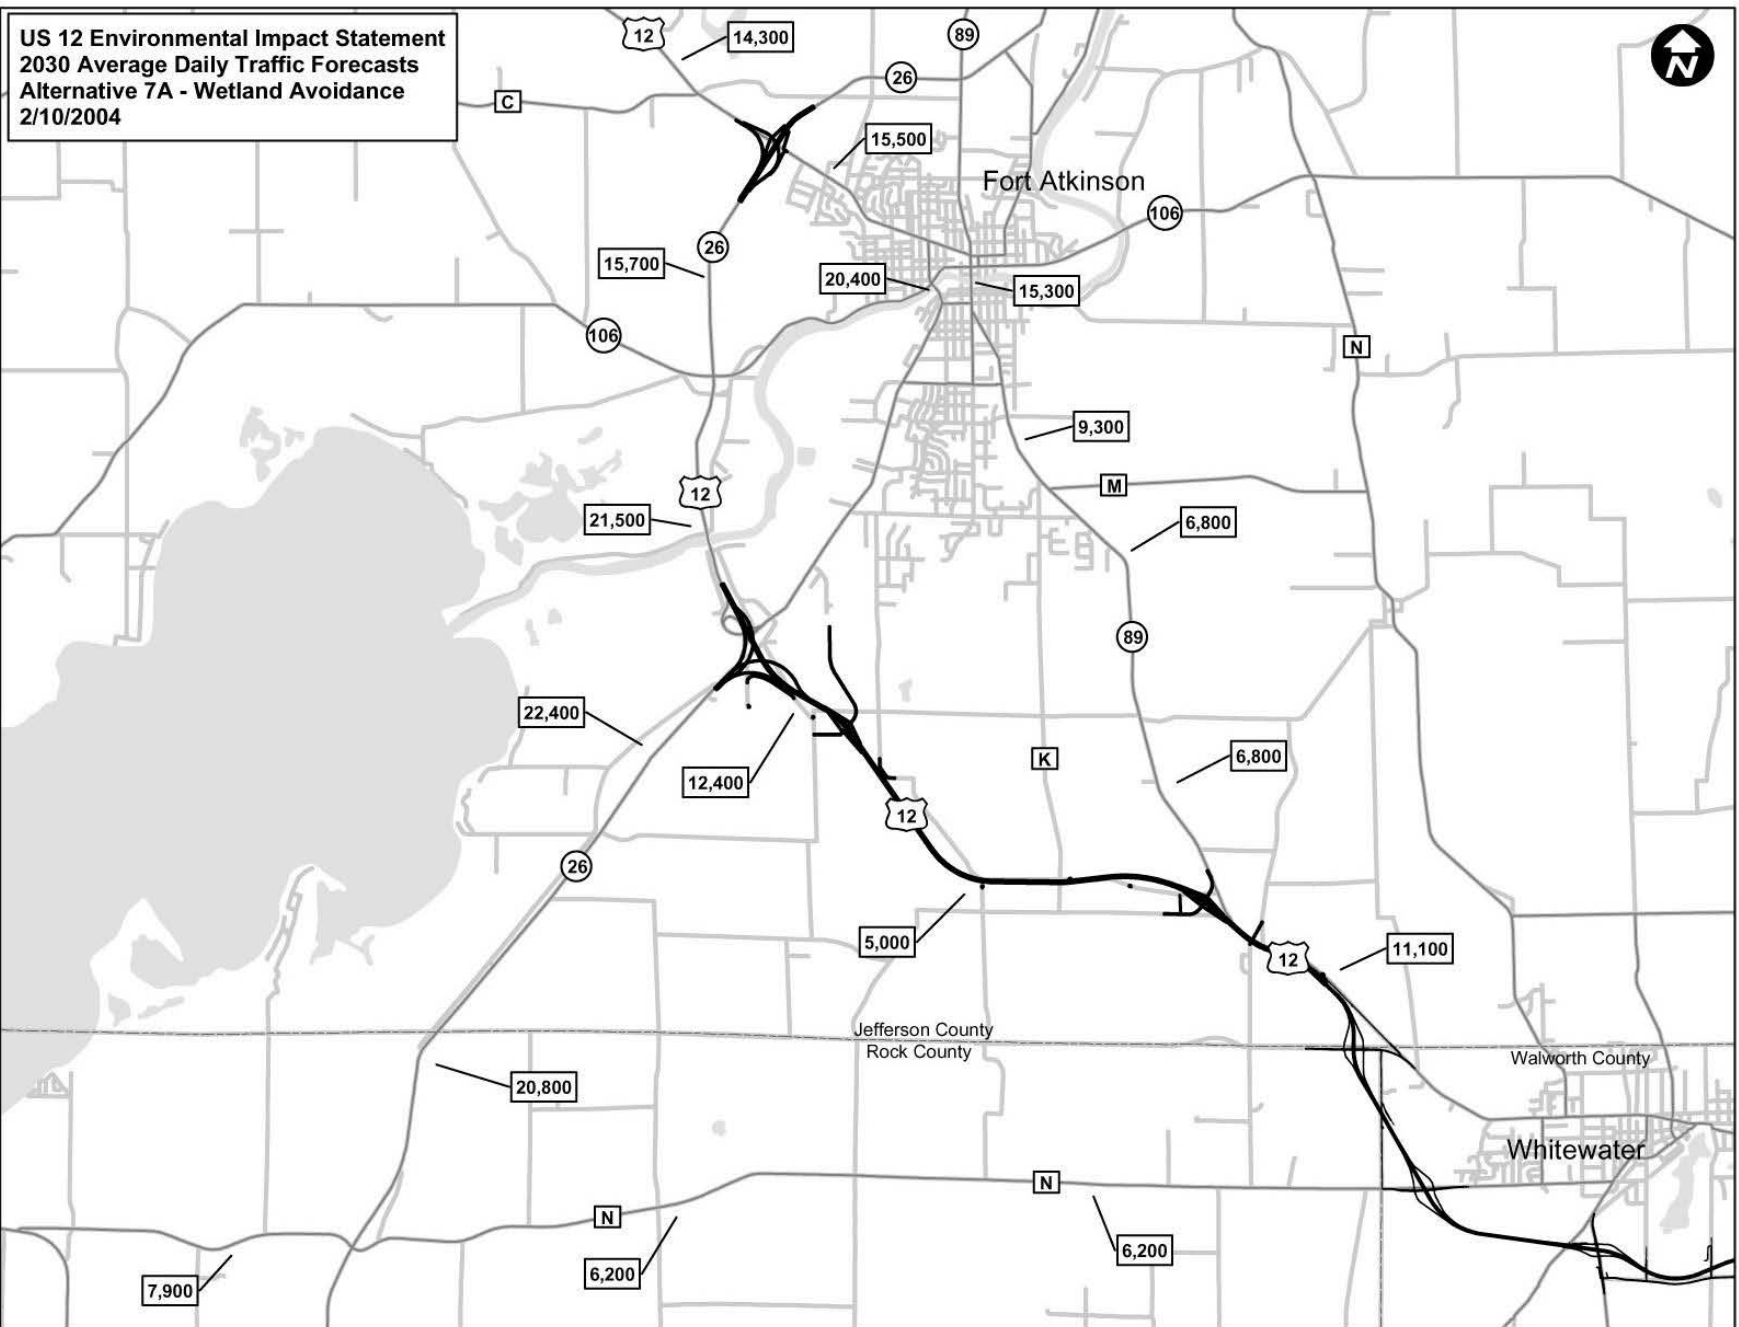 US 12 Environmental Impact Statement
2030 Average Daily Traffic Forecasts
Alternative 7A - Wetland Avoidance
2/10/2004
12
14,300
89
N
26
C
15,500
Fort Atkinson
106
26
15,700
20,400
15,300
106
N
9,300
M
12
21,500
6,800
89
22,400
K
6,800
12,400
12
26
5,000
12
11,100
Jefferson County
Rock County
Walworth County
20,800
Whitewater
N
N
6,200
6,200
7,900